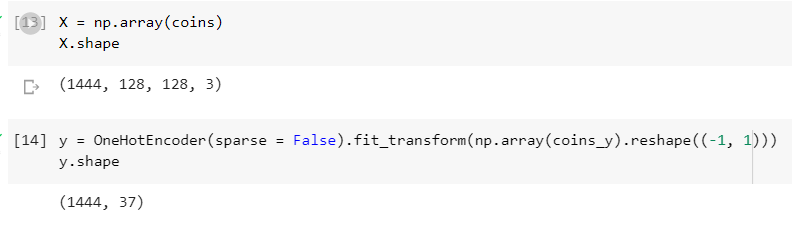 [13] X = np.array(coins)
X.shape
(1444, 128, 128, 3)
[14] y = OneHotEncoder(sparse = False).fit_transform(np.array(coins_y).reshape((-1, 1)))
y.shape
(1444, 37)